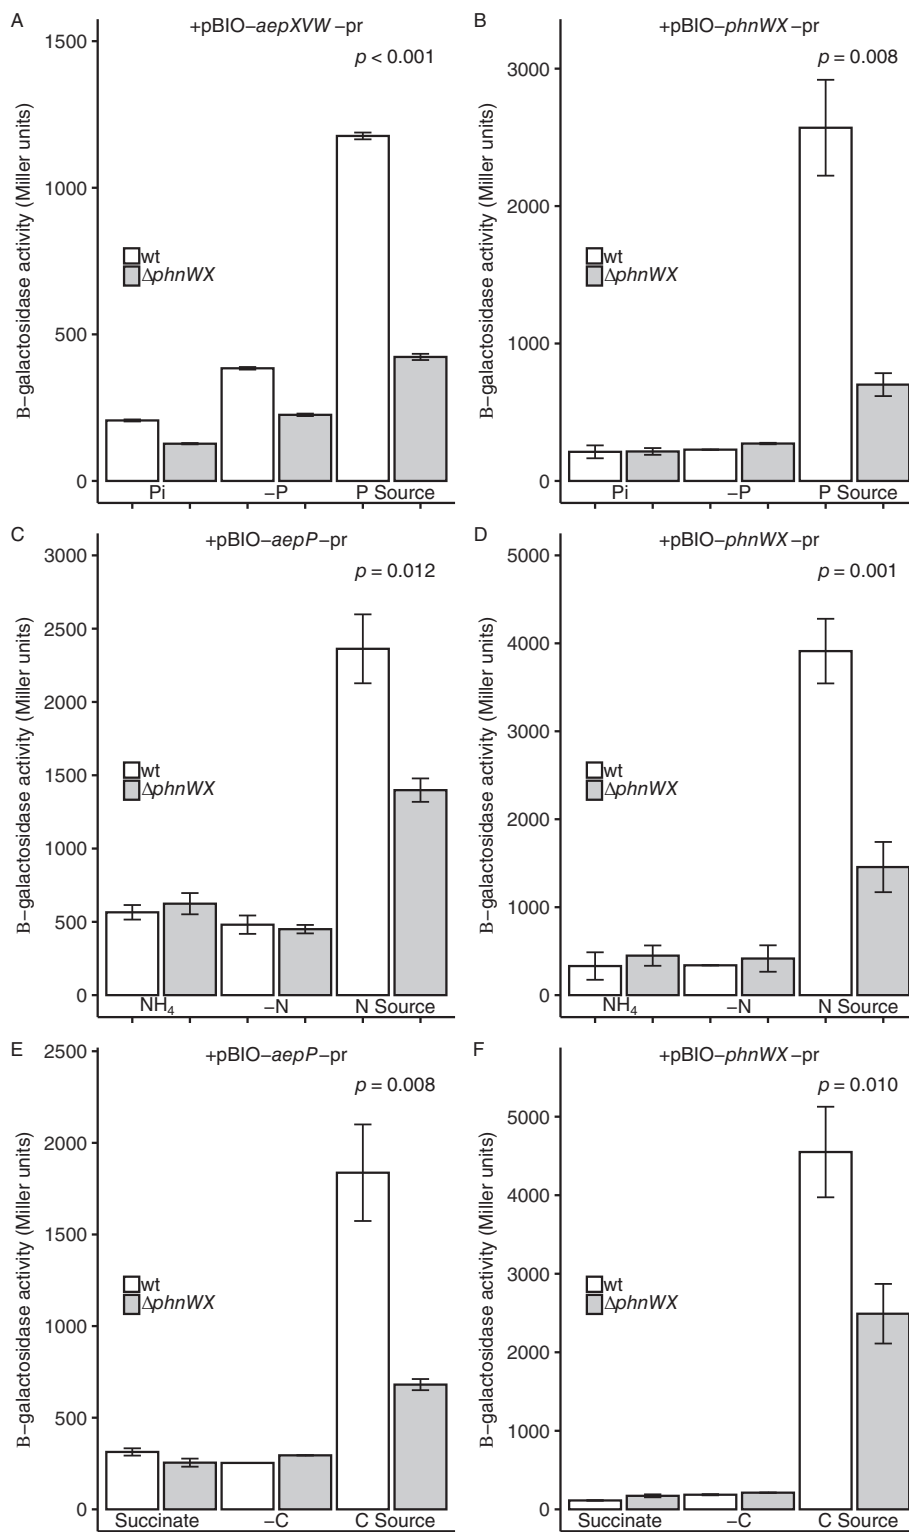 A
+pBIO−aepXVW−pr
p < 0.001
Β−galactosidase activity (Miller units)
1500
1000
500
0
wt
ΔphnWX
Pi −P P Source
B
+pBIO−phnWX−pr
p = 0.008
Β−galactosidase activity (Miller units)
3000
2000
1000
0
wt
ΔphnWX
Pi −P P Source
C
+pBIO−aepP−pr
p = 0.012
Β−galactosidase activity (Miller units)
3000
2500
2000
1500
1000
500
0
wt
ΔphnWX
NH₄ −N N Source
D
+pBIO−phnWX−pr
p = 0.001
Β−galactosidase activity (Miller units)
5000
4000
3000
2000
1000
0
wt
ΔphnWX
NH₄ −N N Source
E
+pBIO−aepP−pr
p = 0.008
Β−galactosidase activity (Miller units)
2500
2000
1500
1000
500
0
wt
ΔphnWX
Succinate −C C Source
F
+pBIO−phnWX−pr
p = 0.010
Β−galactosidase activity (Miller units)
5000
4000
3000
2000
1000
0
wt
ΔphnWX
Succinate −C C Source